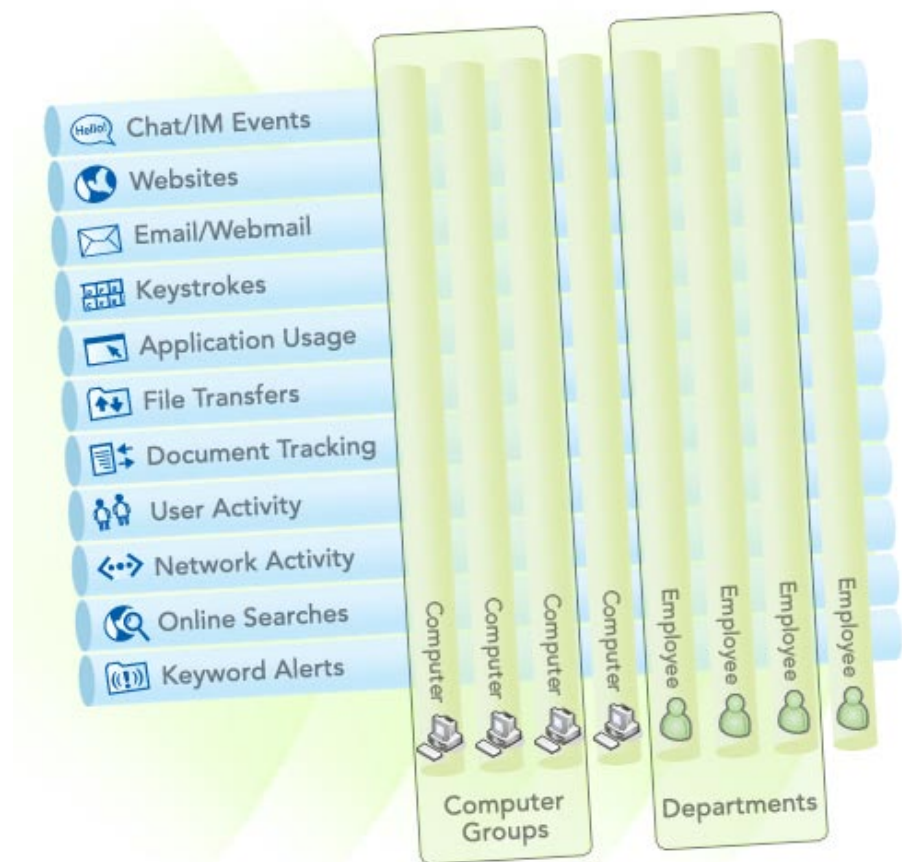 Hello!
Chat/IM Events
Websites
Email/Webmail
Keystrokes
Application Usage
File Transfers
Document Tracking
User Activity
Network Activity
Online Searches
Keyword Alerts
Computer
Computer
Computer
Computer
Employee
Employee
Employee
Employee
Computer
Groups
Departments